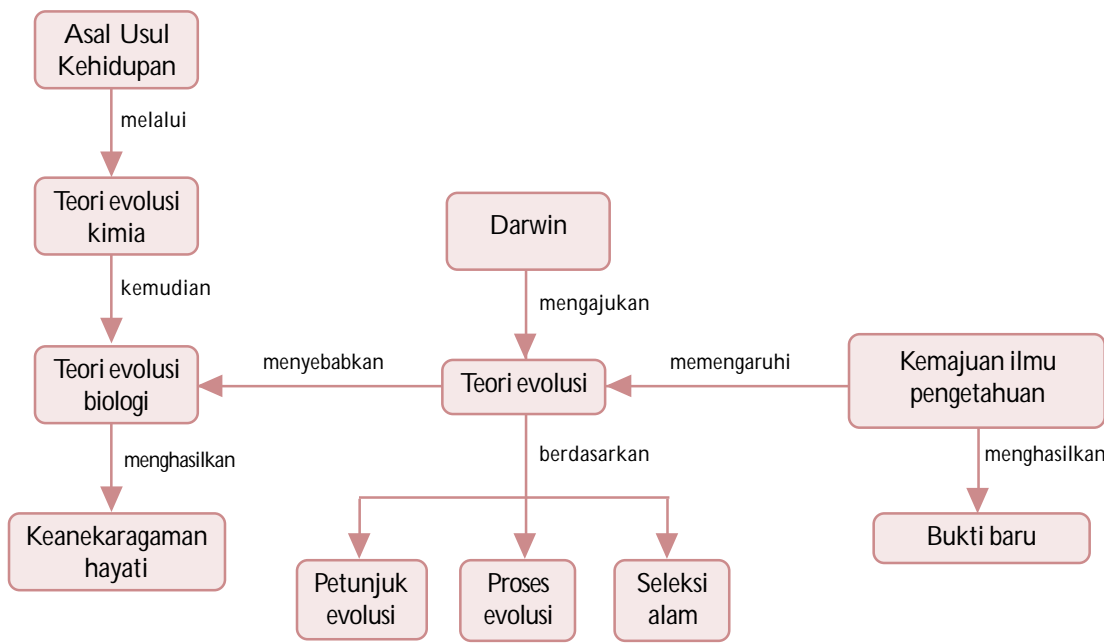 Asal Usul
Kehidupan
melalui
Teori evolusi
kimia
Darwin
kemudian
mengajukan
Teori evolusi
biologi
menyebabkan
Teori evolusi
memengaruhi
Kemajuan ilmu
pengetahuan
menghasilkan
berdasarkan
menghasilkan
Keanekaragaman
hayati
Bukti baru
Petunjuk
evolusi
Proses
evolusi
Seleksi
alam